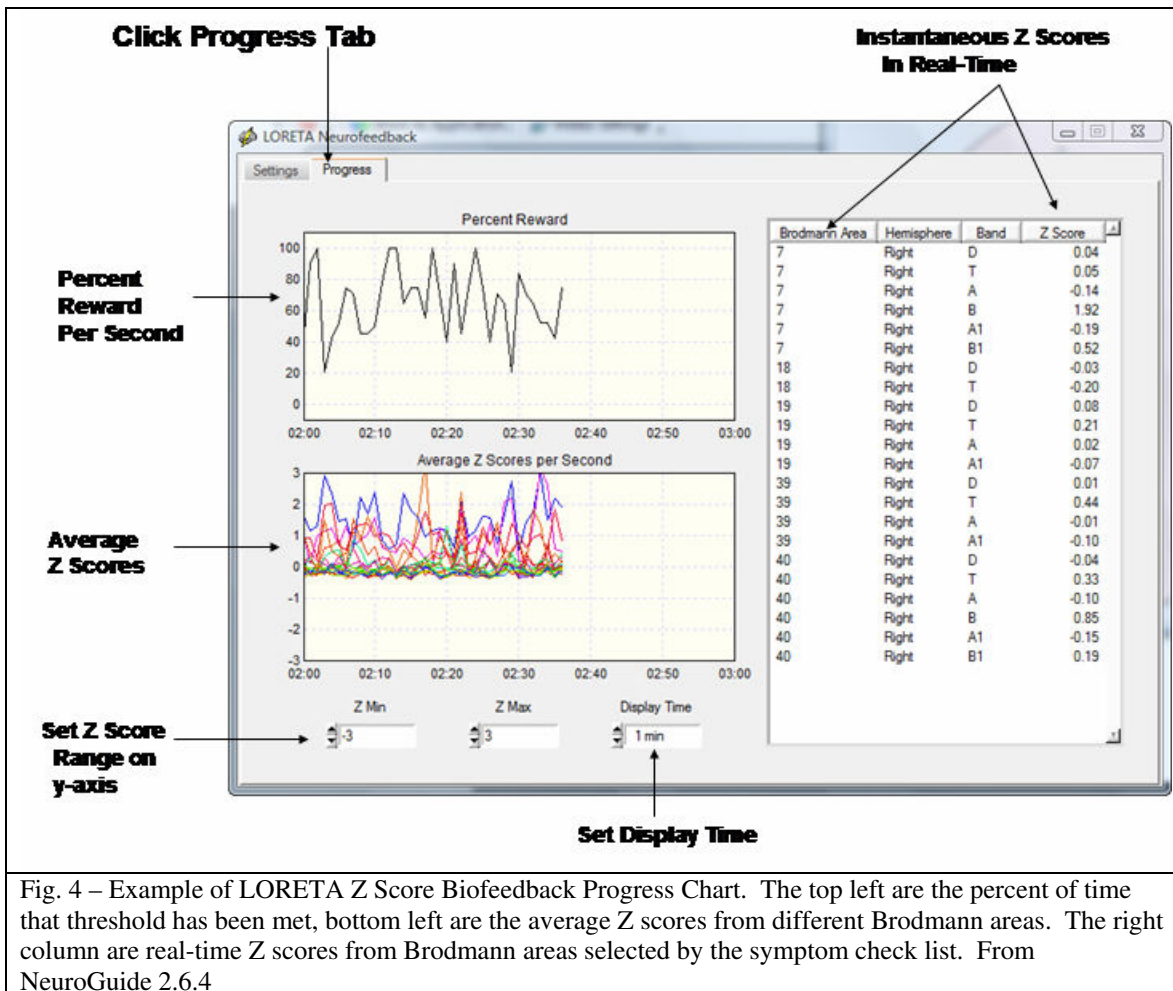 Click Progress Tab
Instantaneous Z Scores
In Real-Time
LORETA Neurofeedback
Settings Progress
Percent Reward
100
80
60
40
20
0
02:00 02:10 02:20 02:30 02:40 02:50 03:00
Percent
Reward
Per Second
Average Z Scores per Second
3
2
1
0
-1
-2
-3
02:00 02:10 02:20 02:30 02:40 02:50 03:00
Average
Z Scores
Z Min Z Max Display Time
-3 3 1 min
Set Z Score
Range on
y-axis
Set Display Time
Brodmann Area Hemisphere Band Z Score
7 Right D 0.04
7 Right T 0.05
7 Right A -0.14
7 Right B 1.92
7 Right A1 -0.19
7 Right B1 0.52
18 Right D -0.03
18 Right T -0.20
19 Right D 0.08
19 Right T 0.21
19 Right A 0.02
19 Right A1 -0.07
39 Right D 0.01
39 Right T 0.44
39 Right A -0.01
39 Right A1 -0.10
40 Right D -0.04
40 Right T 0.33
40 Right A -0.10
40 Right B 0.85
40 Right A1 -0.15
40 Right B1 0.19
Fig. 4 – Example of LORETA Z Score Biofeedback Progress Chart. The top left are the percent of time
that threshold has been met, bottom left are the average Z scores from different Brodmann areas. The right
column are real-time Z scores from Brodmann areas selected by the symptom check list. From
NeuroGuide 2.6.4